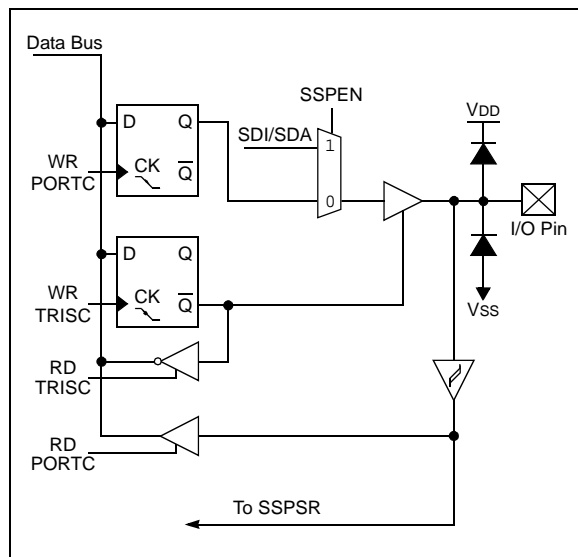 Data Bus
SSPEN
VDD
D Q
SDI/SDA
1
WR
PORTC
CK
Q
0
I/O Pin
D Q
WR
TRISC
CK
Q
VSS
RD
TRISC
RD
PORTC
To SSPSR